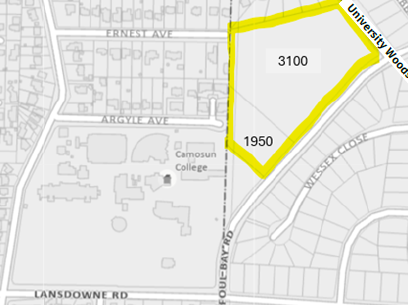 University Woods
ERNEST AVE
3100
ARGYLE AVE
1950
Camosun
College
WESSEX CLOSE
FOUL BAY RD
LANSDOWNE RD